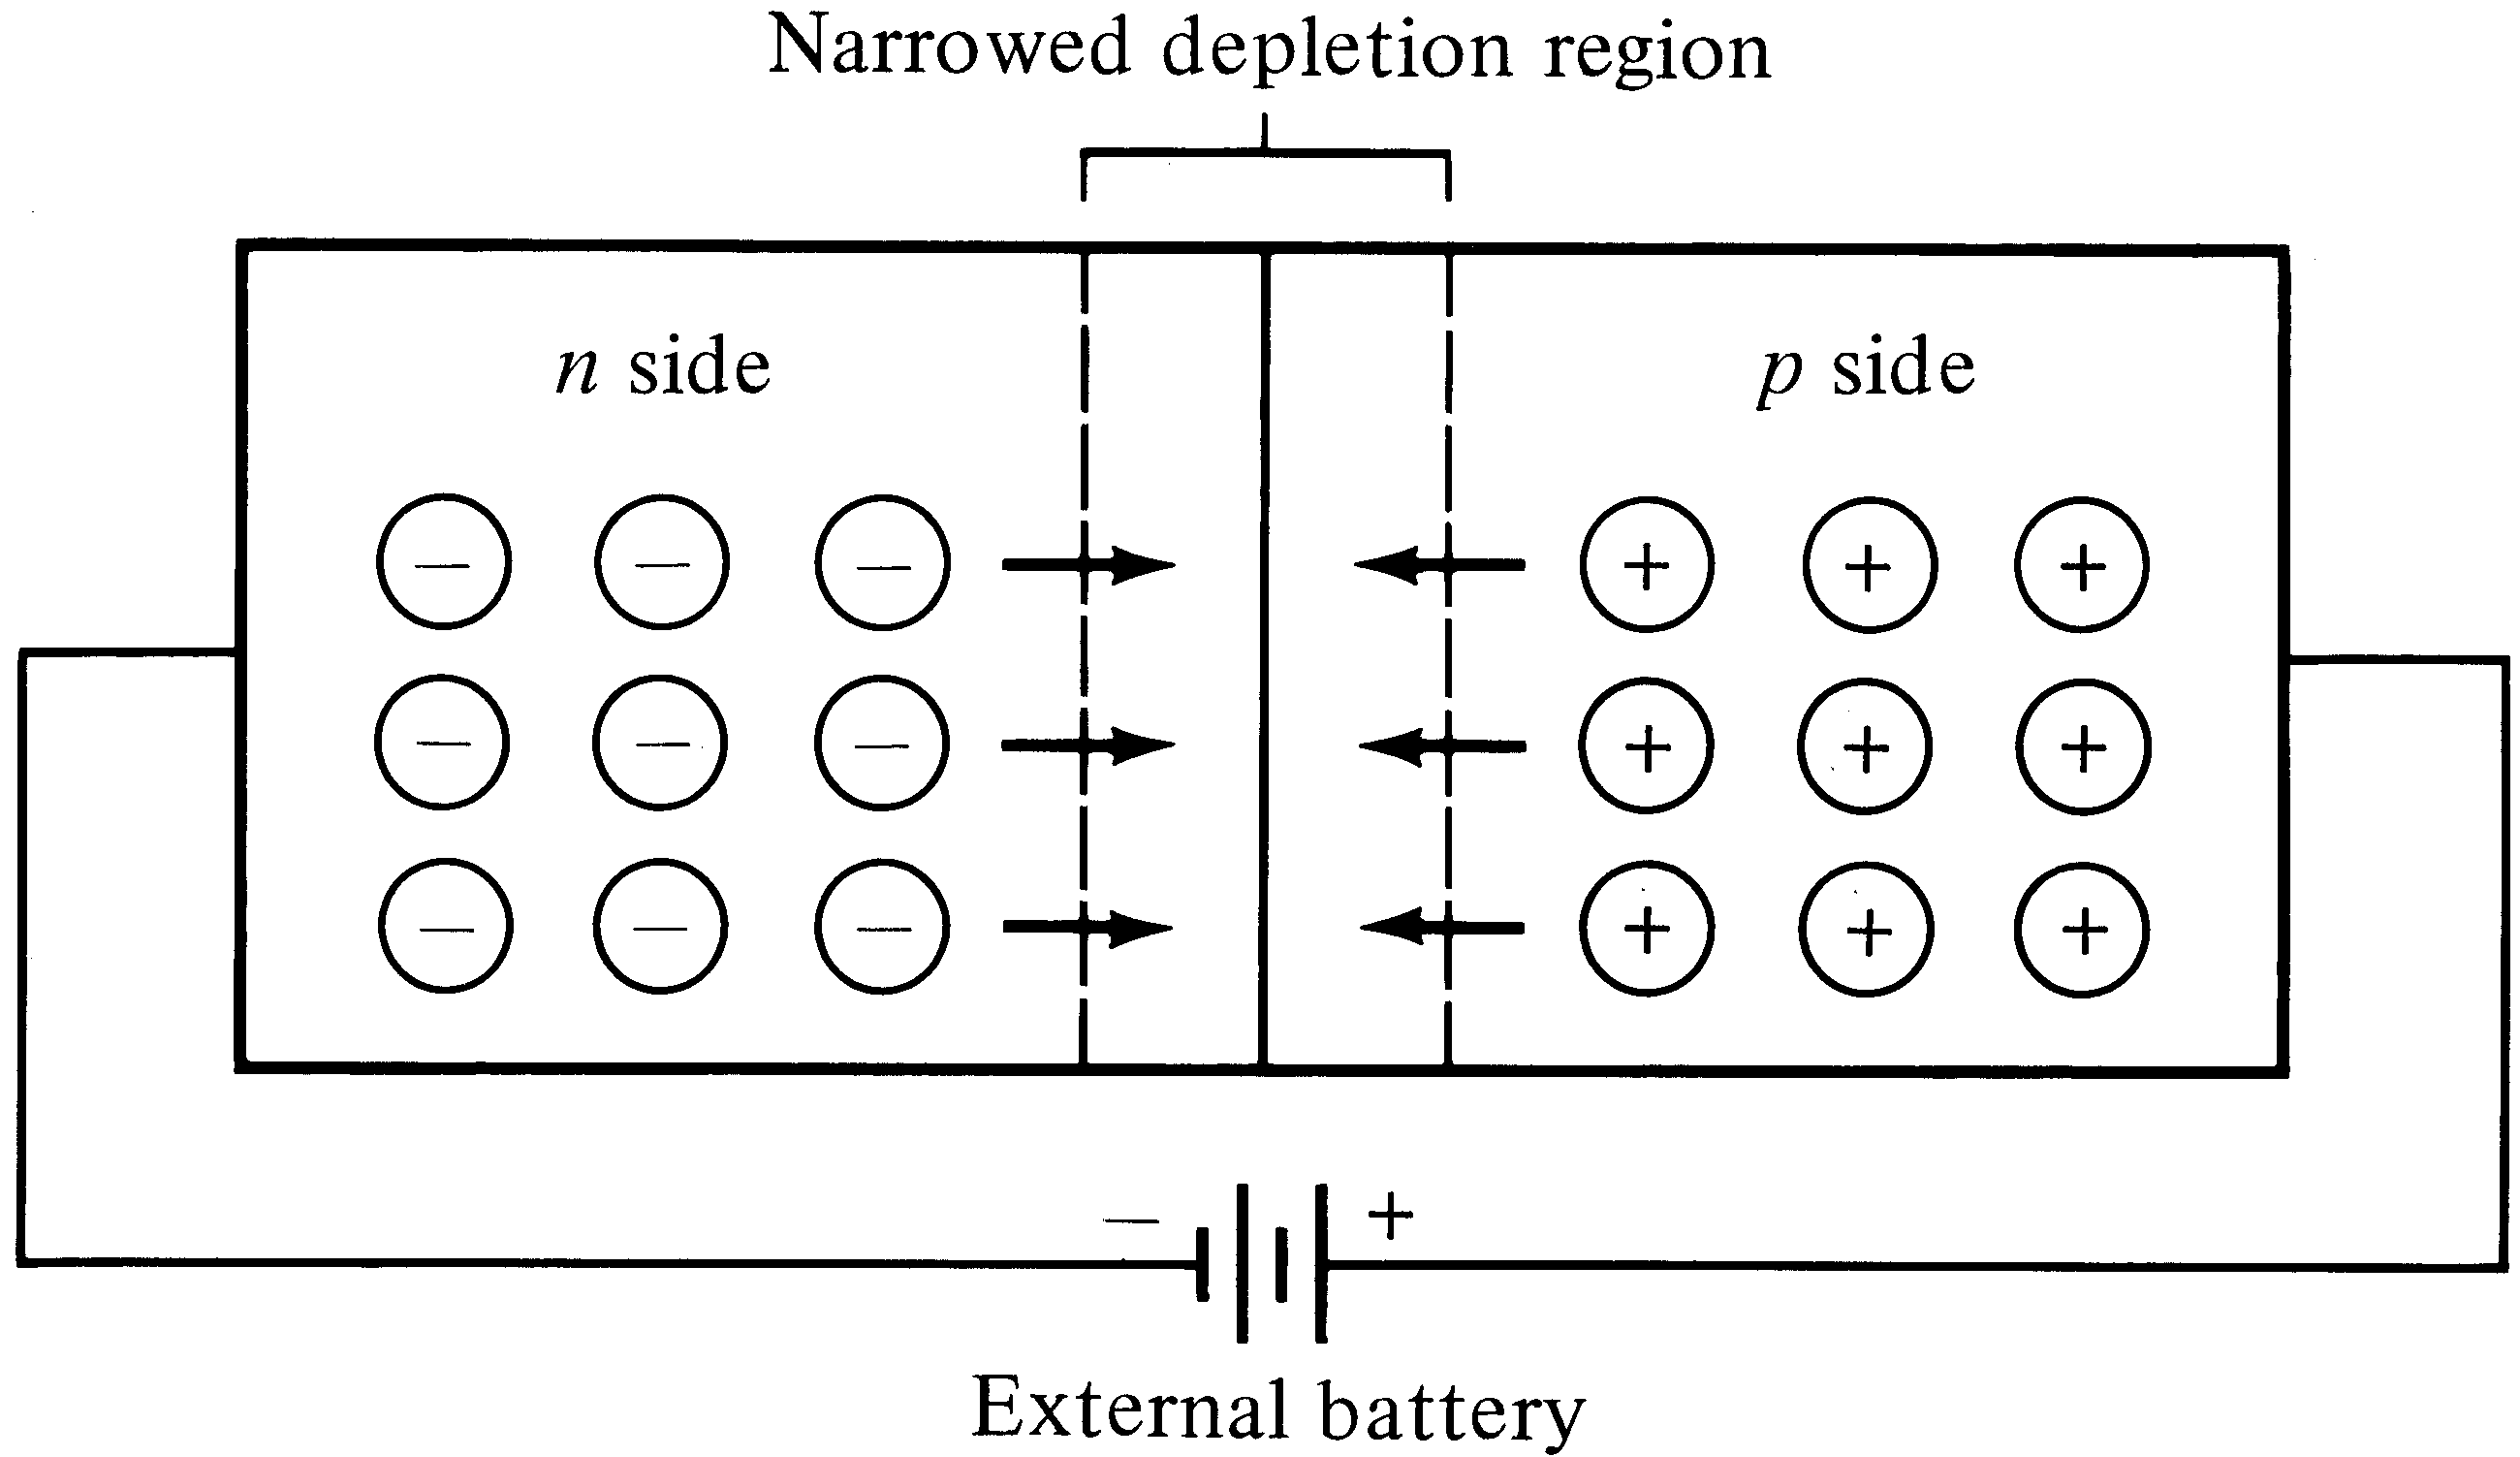 Narrowed depletion region
n side
p side
− − − + + +
− − − + + +
− − − + + +
− +
External battery